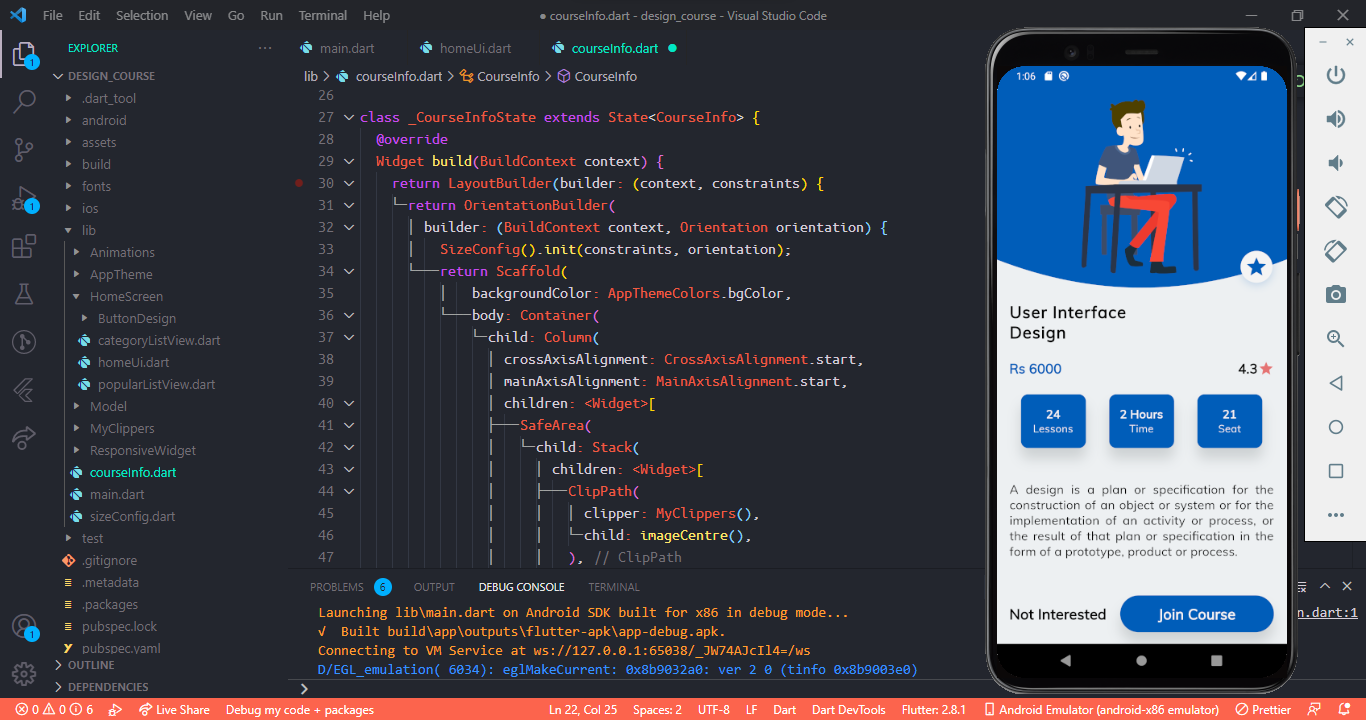 File Edit Selection View Go Run Terminal Help
● courseInfo.dart - design_course - Visual Studio Code
EXPLORER
main.dart
homeUi.dart
courseInfo.dart
DESIGN_COURSE
.dart_tool
android
assets
build
fonts
ios
lib
Animations
AppTheme
HomeScreen
ButtonDesign
categoryListView.dart
homeUi.dart
popularListView.dart
Model
MyClippers
ResponsiveWidget
courseInfo.dart
main.dart
sizeConfig.dart
test
.gitignore
.metadata
.packages
pubspec.lock
pubspec.yaml
OUTLINE
DEPENDENCIES
1
1
1
lib > courseInfo.dart > CourseInfo > CourseInfo
26
27 class _CourseInfoState extends State<CourseInfo> {
28 @override
29 Widget build(BuildContext context) {
30 return LayoutBuilder(builder: (context, constraints) {
31 return OrientationBuilder(
32 builder: (BuildContext context, Orientation orientation) {
33 SizeConfig().init(constraints, orientation);
34 return Scaffold(
35 backgroundColor: AppThemeColors.bgColor,
36 body: Container(
37 child: Column(
38 crossAxisAlignment: CrossAxisAlignment.start,
39 mainAxisAlignment: MainAxisAlignment.start,
40 children: <Widget>[
41 SafeArea(
42 child: Stack(
43 children: <Widget>[
44 ClipPath(
45 clipper: MyClippers(),
46 child: imageCentre(),
47 ), // ClipPath
PROBLEMS 6 OUTPUT DEBUG CONSOLE TERMINAL
Launching lib\main.dart on Android SDK built for x86 in debug mode...
√ Built build\app\outputs\flutter-apk\app-debug.apk.
Connecting to VM Service at ws://127.0.0.1:65038/_JW74AJcIl4=/ws
D/EGL_emulation( 6034): eglMakeCurrent: 0x8b9032a0: ver 2 0 (tinfo 0x8b9003e0)
n.dart:1
1:06
User Interface
Design
Rs 6000
4.3
24
Lessons
2 Hours
Time
21
Seat
A design is a plan or specification for the
construction of an object or system or for the
implementation of an activity or process, or
the result of that plan or specification in the
form of a prototype, product or process.
Not Interested
Join Course
0 0 6 Live Share Debug my code + packages Ln 22, Col 25 Spaces: 2 UTF-8 LF Dart Dart DevTools Flutter: 2.8.1 Android Emulator (android-x86 emulator) Prettier